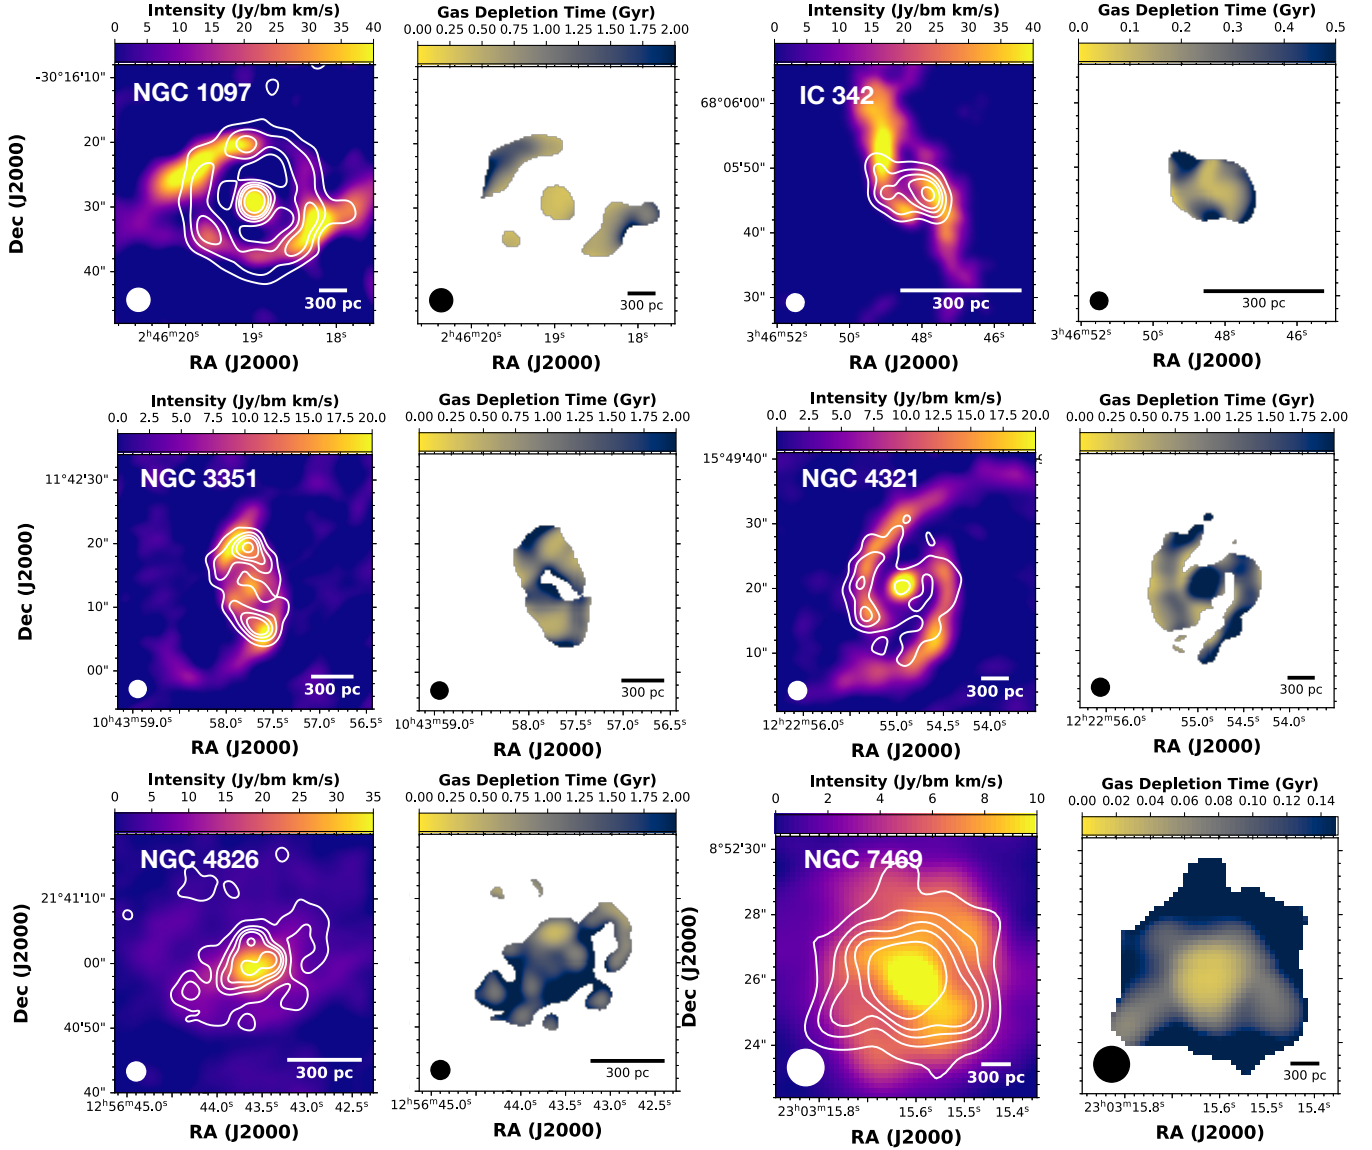 Intensity (Jy/bm km/s)
0 5 10 15 20 25 30 35 40
NGC 1097
-30°16'10"
20"
30"
40"
Dec (J2000)
300 pc
2ʰ46ᵐ20ˢ 19ˢ 18ˢ
RA (J2000)
Gas Depletion Time (Gyr)
0.00 0.25 0.50 0.75 1.00 1.25 1.50 1.75 2.00
300 pc
2ʰ46ᵐ20ˢ 19ˢ 18ˢ
RA (J2000)
Intensity (Jy/bm km/s)
0 5 10 15 20 25 30 35 40
IC 342
68°06'00"
05'50"
40"
30"
300 pc
3ʰ46ᵐ52ˢ 50ˢ 48ˢ 46ˢ
RA (J2000)
Gas Depletion Time (Gyr)
0.0 0.1 0.2 0.3 0.4 0.5
300 pc
3ʰ46ᵐ52ˢ 50ˢ 48ˢ 46ˢ
RA (J2000)
Intensity (Jy/bm km/s)
0.0 2.5 5.0 7.5 10.0 12.5 15.0 17.5 20.0
NGC 3351
11°42'30"
20"
10"
00"
Dec (J2000)
300 pc
10ʰ43ᵐ59.0ˢ 58.0ˢ 57.5ˢ 57.0ˢ 56.5ˢ
RA (J2000)
Gas Depletion Time (Gyr)
0.00 0.25 0.50 0.75 1.00 1.25 1.50 1.75 2.00
300 pc
10ʰ43ᵐ59.0ˢ 58.0ˢ 57.5ˢ 57.0ˢ 56.5ˢ
RA (J2000)
Intensity (Jy/bm km/s)
0.0 2.5 5.0 7.5 10.0 12.5 15.0 17.5 20.0
NGC 4321
15°49'40"
30"
20"
10"
300 pc
12ʰ22ᵐ56.0ˢ 55.0ˢ 54.5ˢ 54.0ˢ
RA (J2000)
Gas Depletion Time (Gyr)
0.00 0.25 0.50 0.75 1.00 1.25 1.50 1.75 2.00
300 pc
12ʰ22ᵐ56.0ˢ 55.0ˢ 54.5ˢ 54.0ˢ
RA (J2000)
Intensity (Jy/bm km/s)
0 5 10 15 20 25 30 35
NGC 4826
21°41'10"
00"
40'50"
40"
Dec (J2000)
300 pc
12ʰ56ᵐ45.0ˢ 44.0ˢ 43.5ˢ 43.0ˢ 42.5ˢ
RA (J2000)
Gas Depletion Time (Gyr)
0.00 0.25 0.50 0.75 1.00 1.25 1.50 1.75 2.00
300 pc
12ʰ56ᵐ45.0ˢ 44.0ˢ 43.5ˢ 43.0ˢ 42.5ˢ
RA (J2000)
Intensity (Jy/bm km/s)
0 2 4 6 8 10
NGC 7469
8°52'30"
28"
26"
24"
Dec (J2000)
300 pc
23ʰ03ᵐ15.8ˢ 15.6ˢ 15.5ˢ 15.4ˢ
RA (J2000)
Gas Depletion Time (Gyr)
0.00 0.02 0.04 0.06 0.08 0.10 0.12 0.14
300 pc
23ʰ03ᵐ15.8ˢ 15.6ˢ 15.5ˢ 15.4ˢ
RA (J2000)